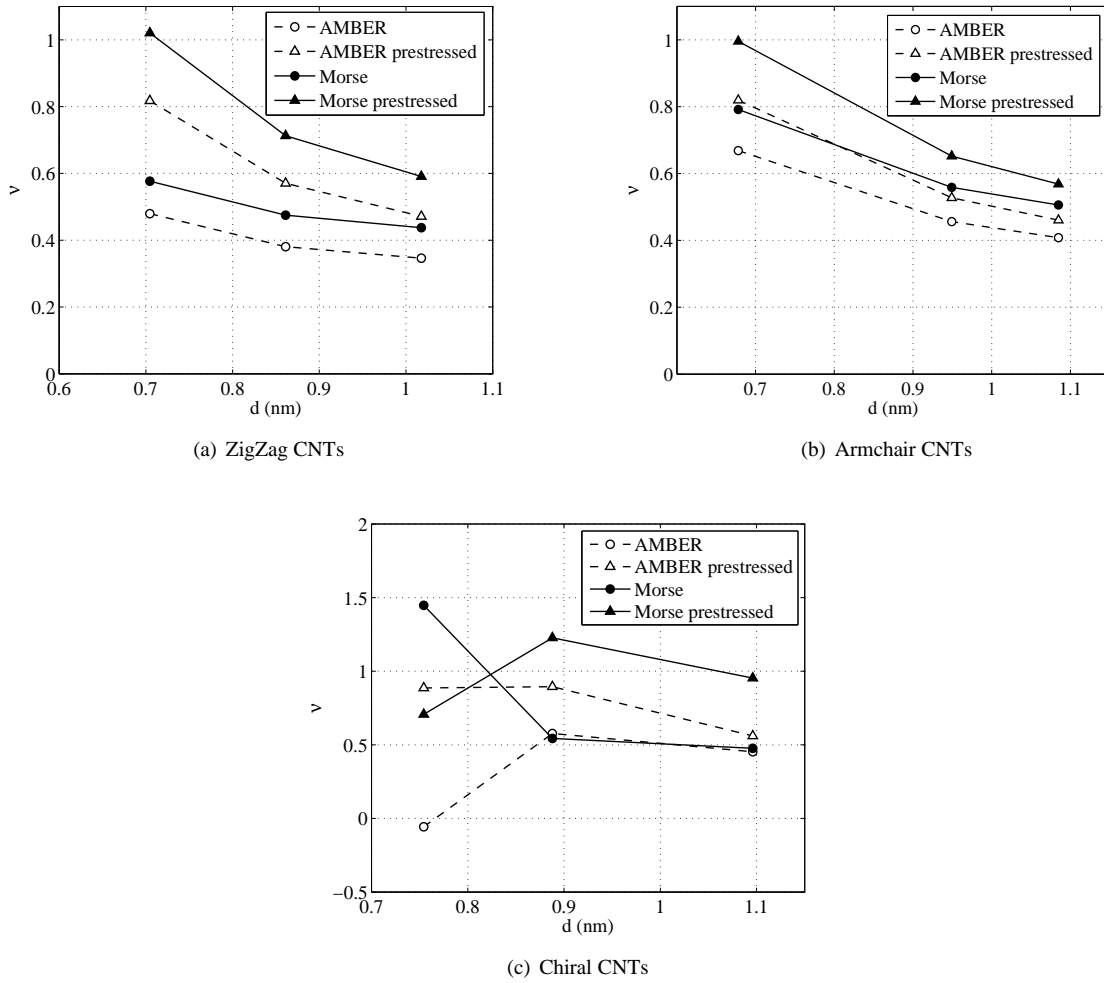 AMBER
AMBER prestressed
Morse
Morse prestressed
1
0.8
0.6
0.4
0.2
0
ν
0.6 0.7 0.8 0.9 1 1.1
d (nm)
(a) ZigZag CNTs
AMBER
AMBER prestressed
Morse
Morse prestressed
1
0.8
0.6
0.4
0.2
0
ν
0.7 0.8 0.9 1 1.1
d (nm)
(b) Armchair CNTs
AMBER
AMBER prestressed
Morse
Morse prestressed
2
1.5
1
0.5
0
−0.5
ν
0.7 0.8 0.9 1 1.1
d (nm)
(c) Chiral CNTs